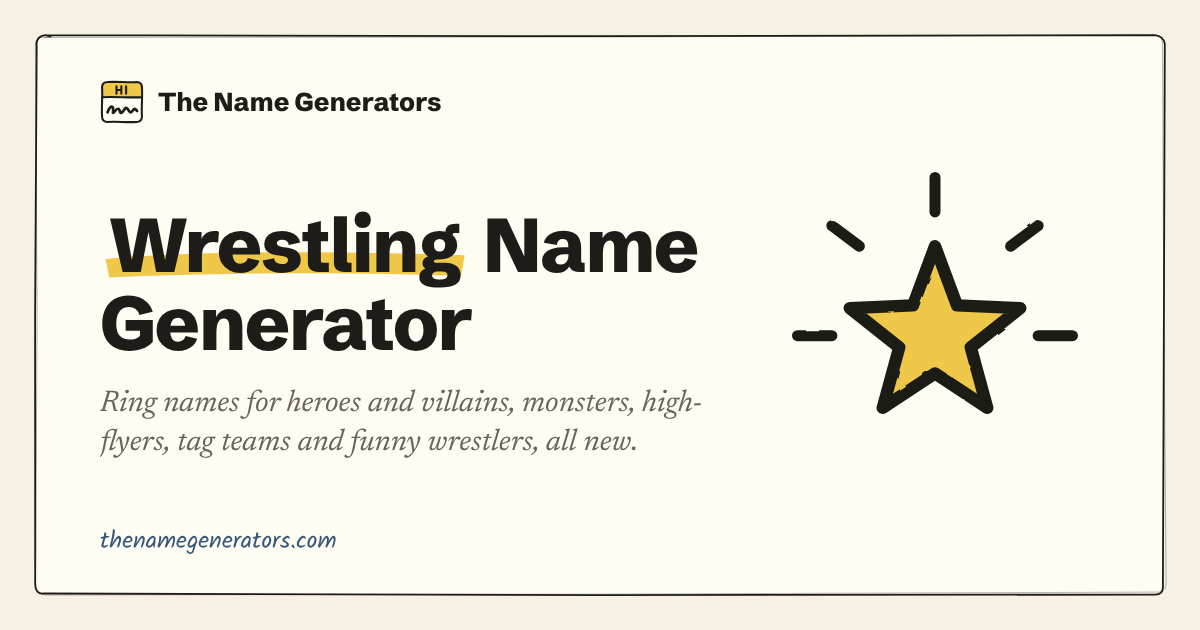 HI
The Name Generators
Wrestling Name
Generator
Ring names for heroes and villains, monsters, high-
flyers, tag teams and funny wrestlers, all new.
thenamegenerators.com